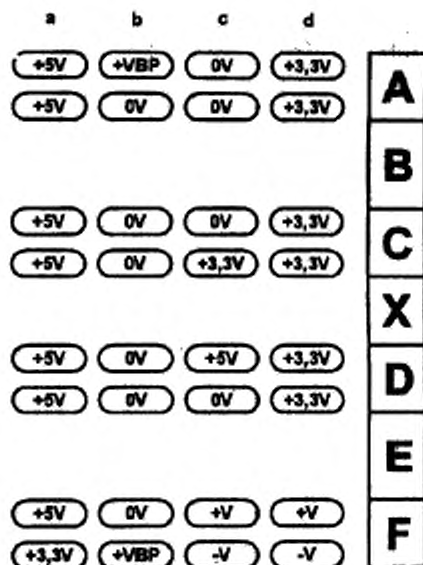 a b c d
+5V +VBP 0V +3,3V
+5V 0V 0V +3,3V
A
B
+5V 0V 0V +3,3V
+5V 0V +3,3V +3,3V
C
X
+5V 0V +5V +3,3V
+5V 0V 0V +3,3V
D
E
+5V 0V +V +V
+3,3V +VBP -V -V
F